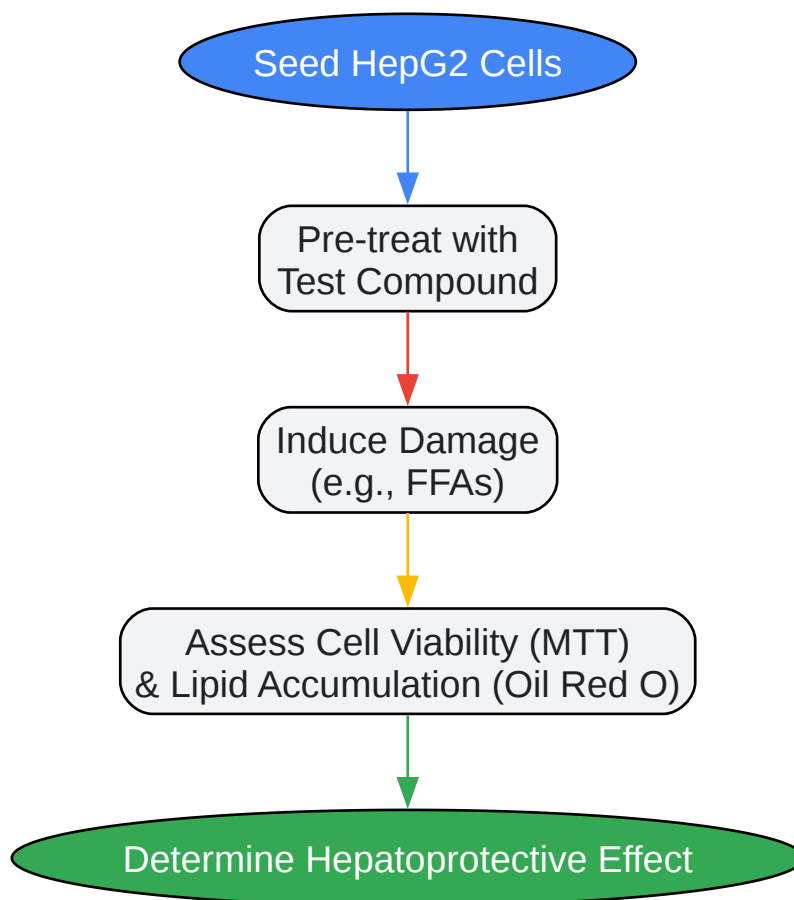 Seed HepG2 Cells
Pre-treat with
Test Compound
Induce Damage
(e.g., FFAs)
Assess Cell Viability (MTT)
& Lipid Accumulation (Oil Red O)
Determine Hepatoprotective Effect